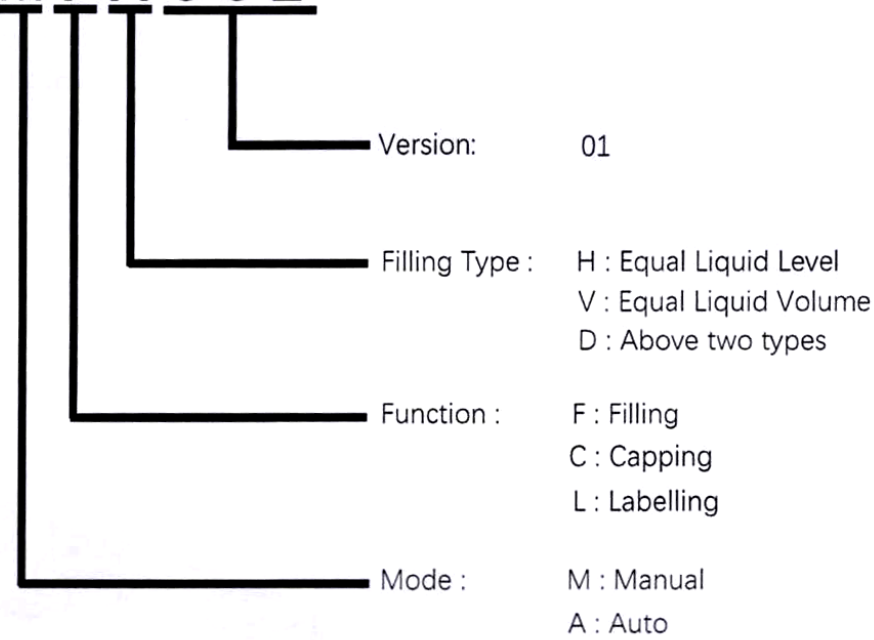 Version: 01
Filling Type : H : Equal Liquid Level
V : Equal Liquid Volume
D : Above two types
Function : F : Filling
C : Capping
L : Labelling
Mode : M : Manual
A : Auto